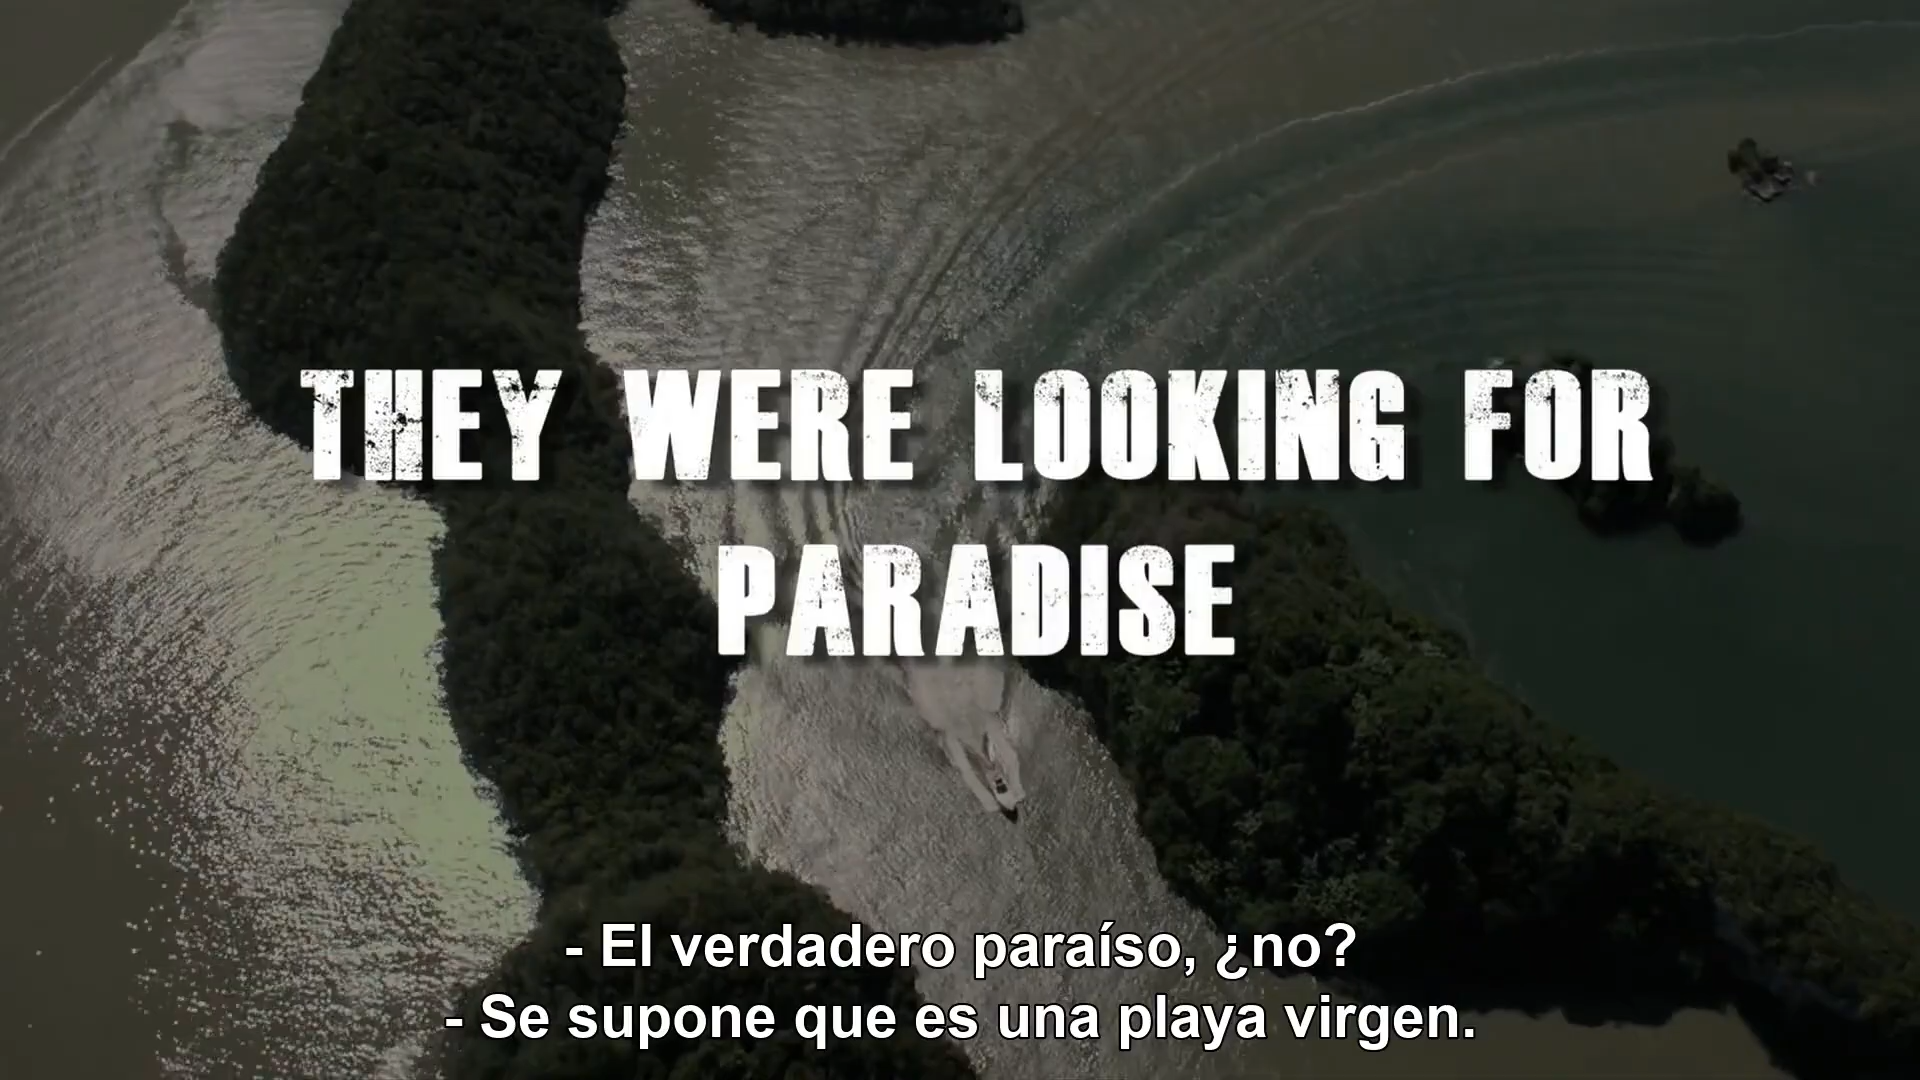 THEY WERE LOOKING FOR
PARADISE
- El verdadero paraíso, ¿no?
- Se supone que es una playa virgen.